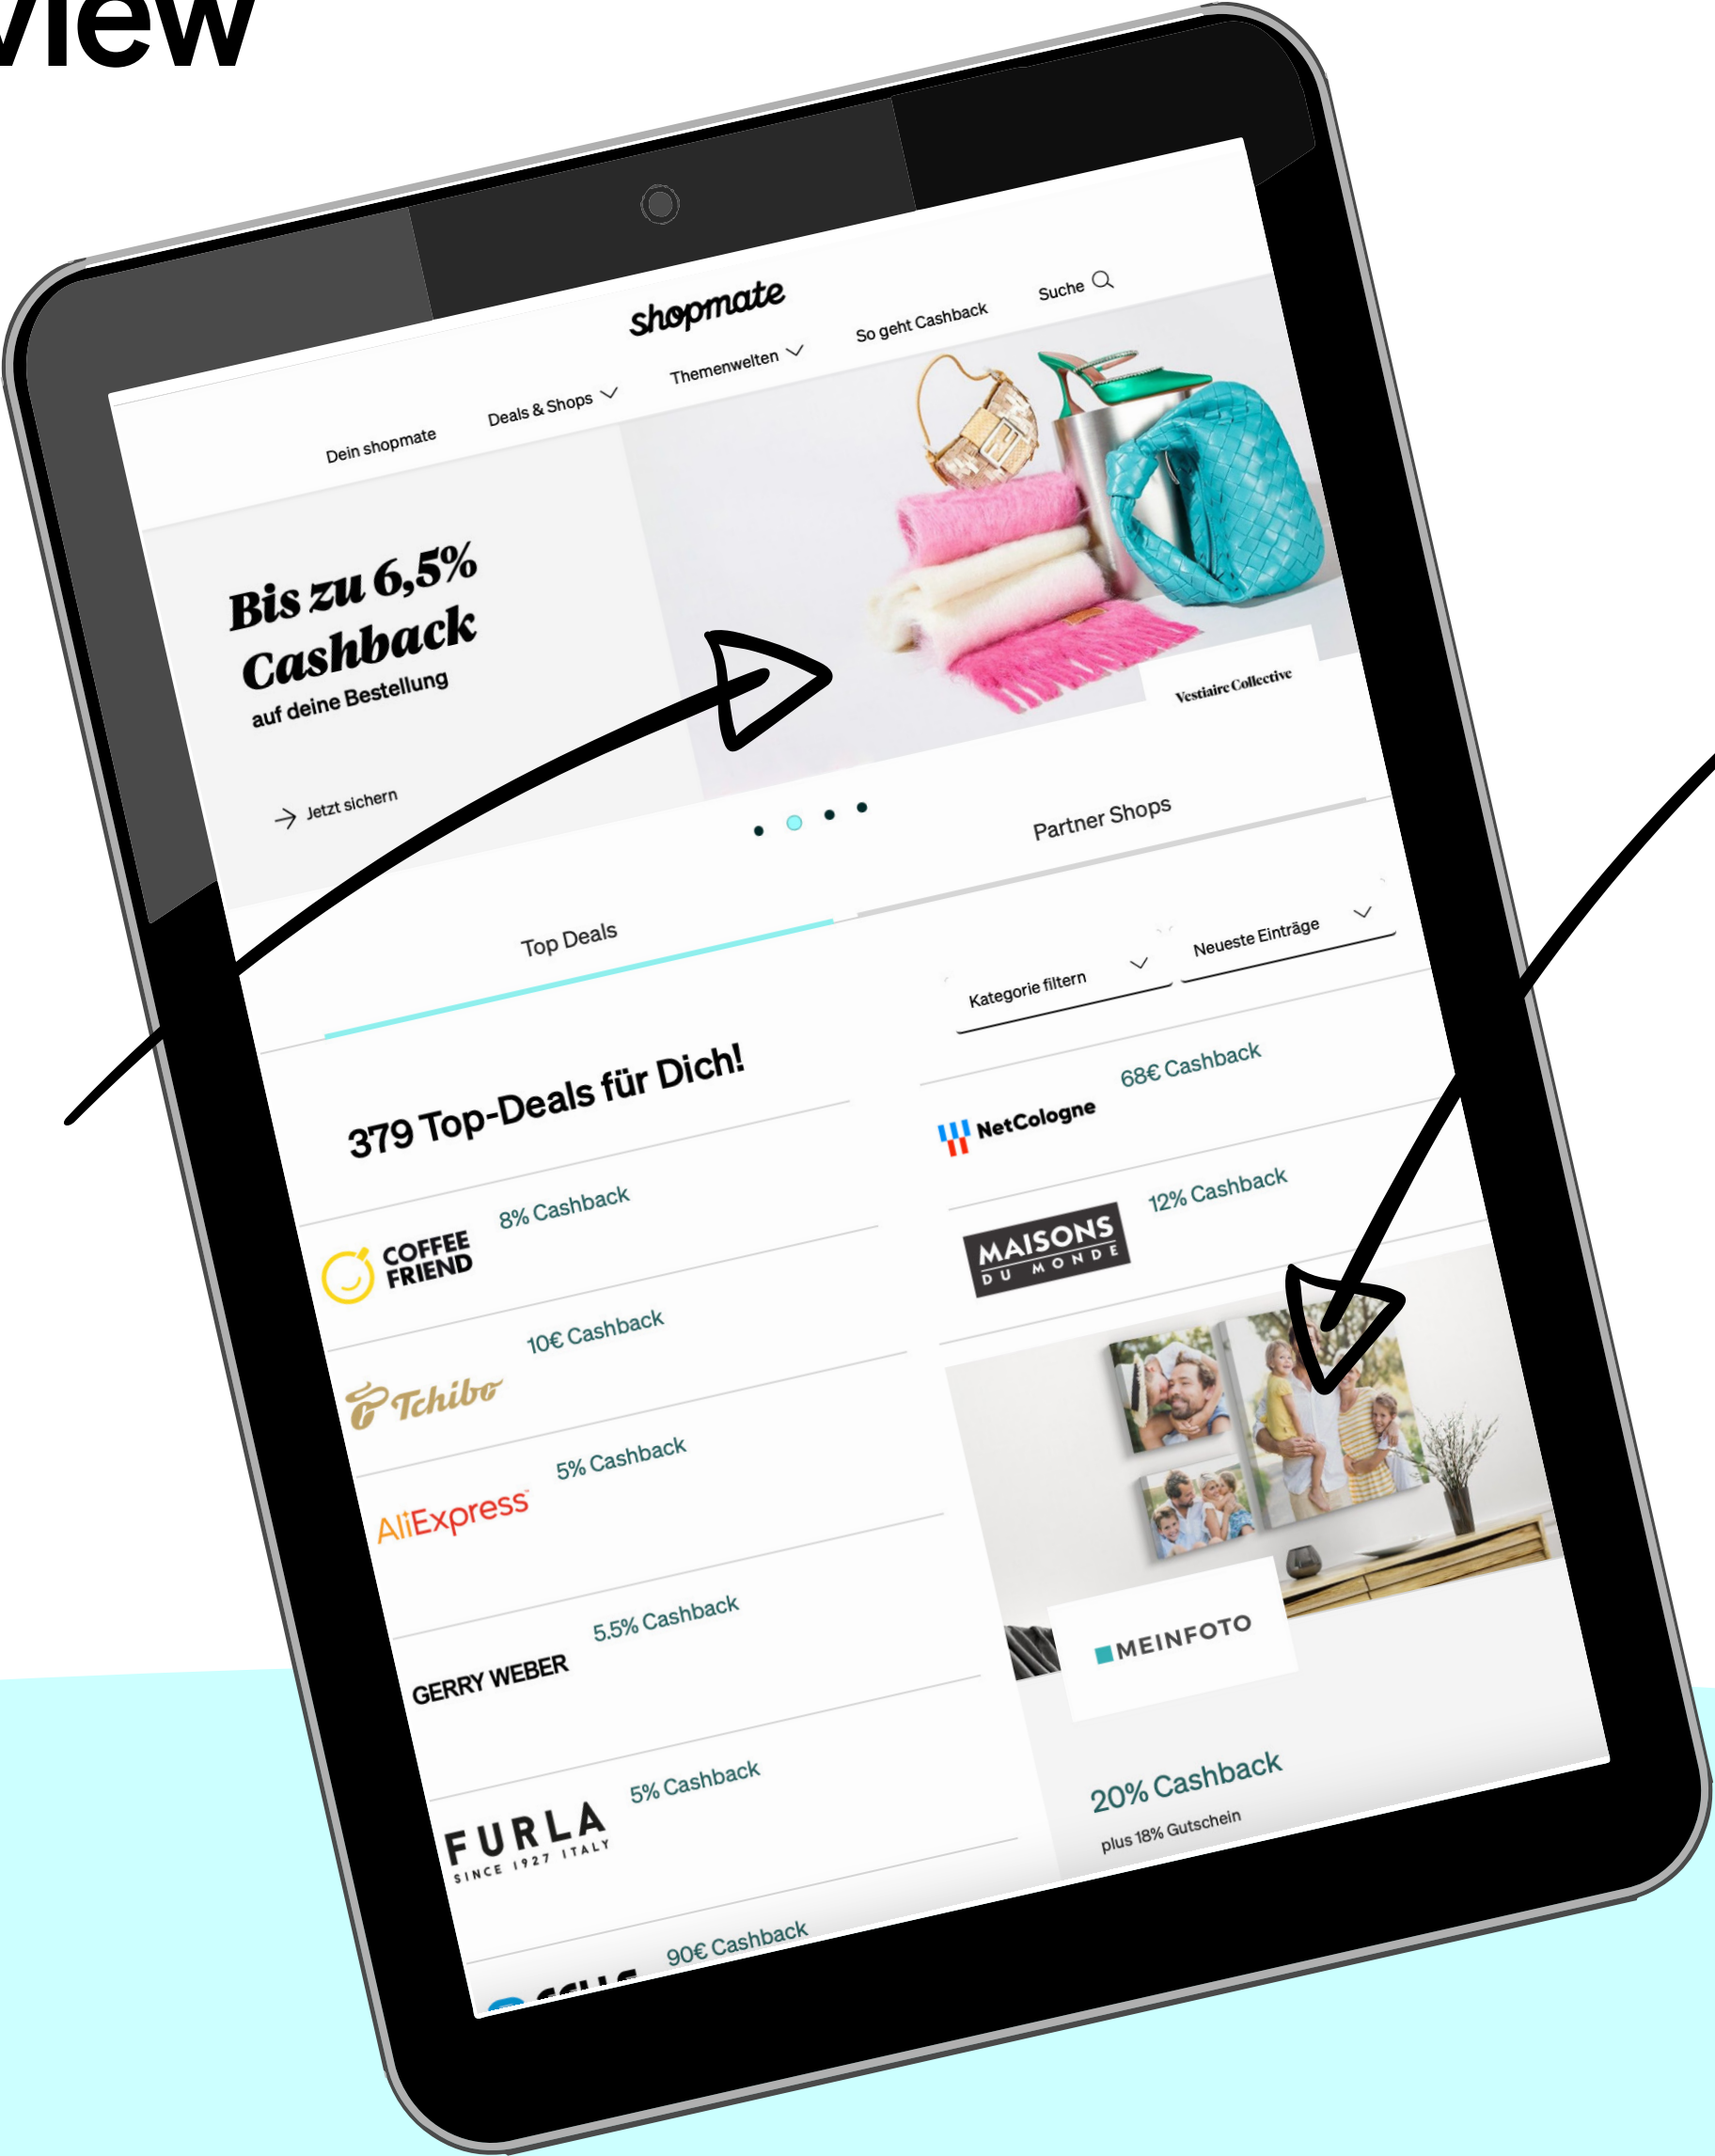 view
shopmate
Dein shopmate
Deals & Shops
Themenwelten
So geht Cashback
Suche
Bis zu 6,5%
Cashback
auf deine Bestellung
Jetzt sichern
Vestiaire Collective
Top Deals
Partner Shops
Kategorie filtern
Neueste Einträge
379 Top-Deals für Dich!
COFFEE
FRIEND
8% Cashback
Tchibo
10€ Cashback
AliExpress
5% Cashback
GERRY WEBER
5.5% Cashback
FURLA
SINCE 1927 ITALY
5% Cashback
90€ Cashback
NetCologne
68€ Cashback
MAISONS
DU MONDE
12% Cashback
MEINFOTO
20% Cashback
plus 18% Gutschein